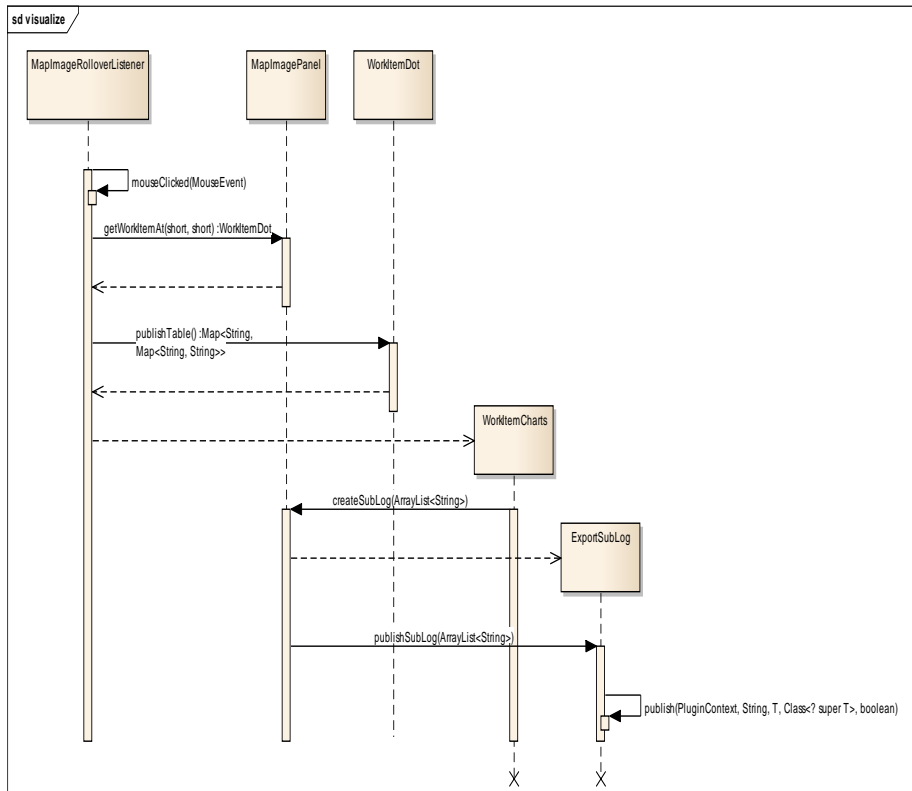 sd visualize
MapImageRolloverListener
MapImagePanel
WorkItemDot
mouseClicked(MouseEvent)
getWorkItemAt(short, short) :WorkItemDot
publishTable() :Map<String,
Map<String, String>>
WorkItemCharts
createSubLog(ArrayList<String>)
ExportSubLog
publishSubLog(ArrayList<String>)
publish(PluginContext, String, T, Class<? super T>, boolean)